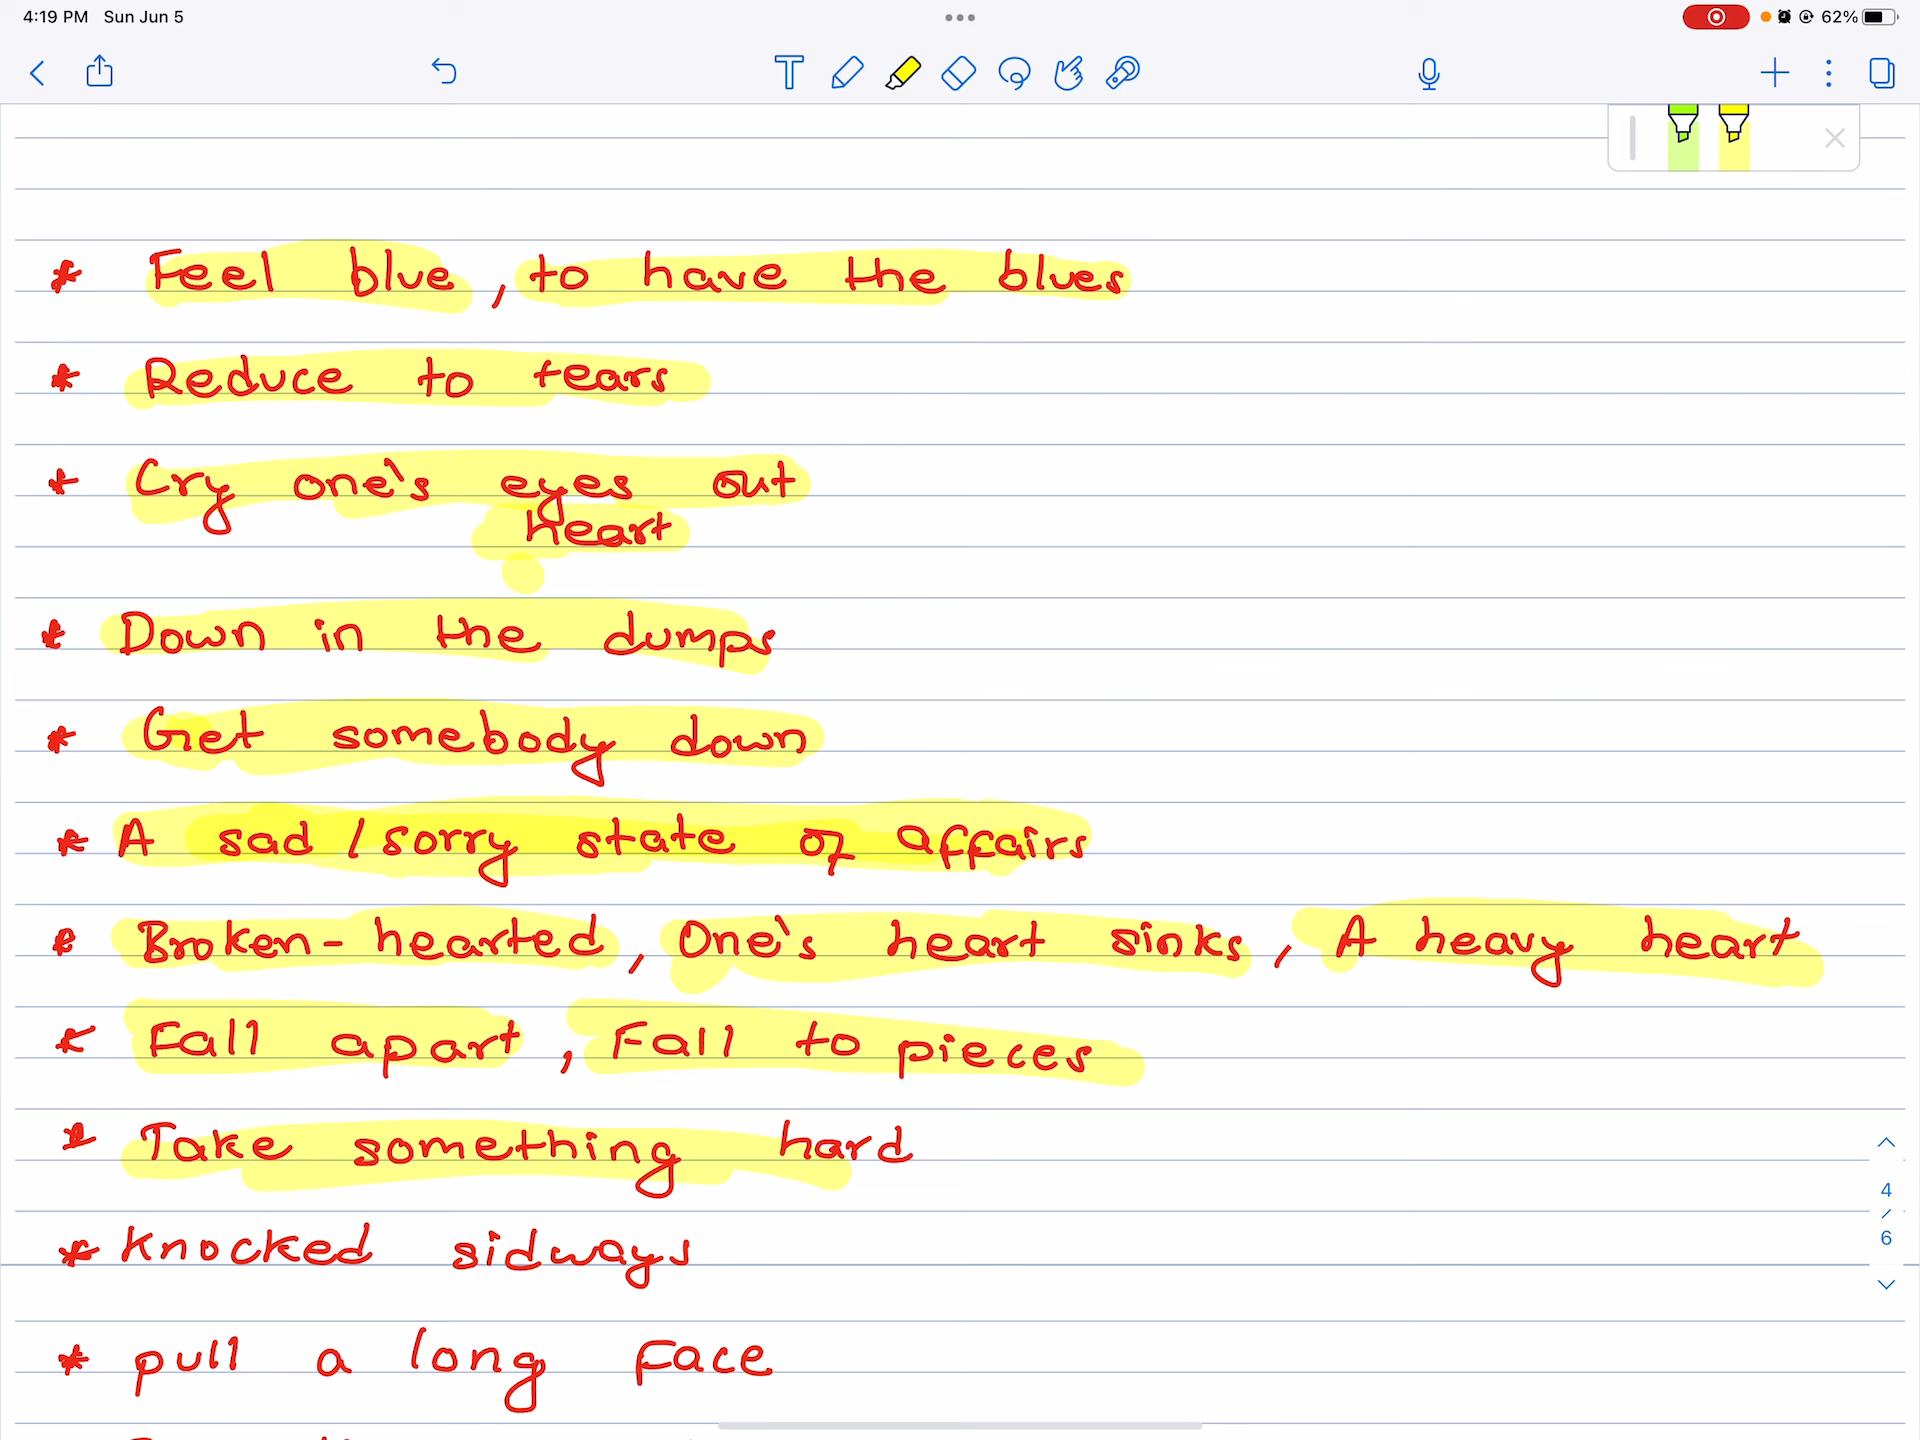 4:19 PM Sun Jun 5
62%
* Feel blue, to have the blues
* Reduce to tears
* Cry one's eyes out
heart
* Down in the dumps
* Get somebody down
* A sad / sorry state of affairs
* Broken-hearted, One's heart sinks, A heavy heart
* Fall apart, Fall to pieces
* Take something hard
4
/
6
* Knocked sidways
* pull a long face